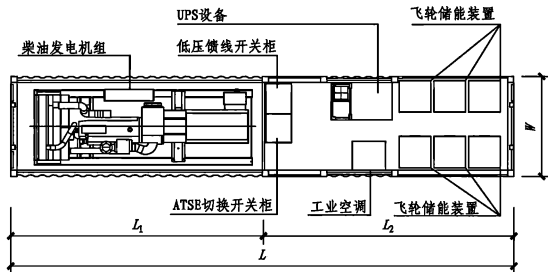 UPS设备
飞轮储能装置
柴油发电机组
低压馈线开关柜
W
ATSE切换开关柜
工业空调
飞轮储能装置
L₁
L₂
L